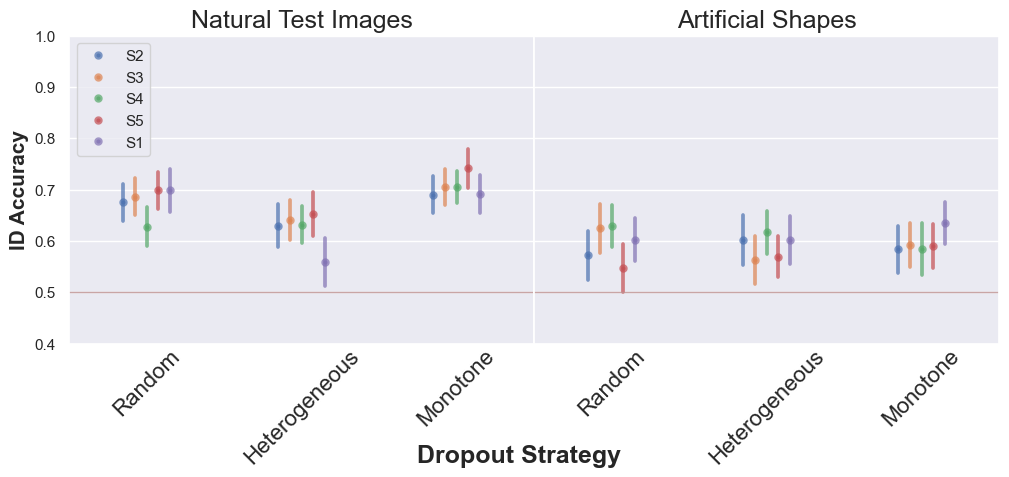 Natural Test Images
Artificial Shapes
ID Accuracy
1.0
0.9
0.8
0.7
0.6
0.5
0.4
S2
S3
S4
S5
S1
Random
Heterogeneous
Monotone
Random
Heterogeneous
Monotone
Dropout Strategy